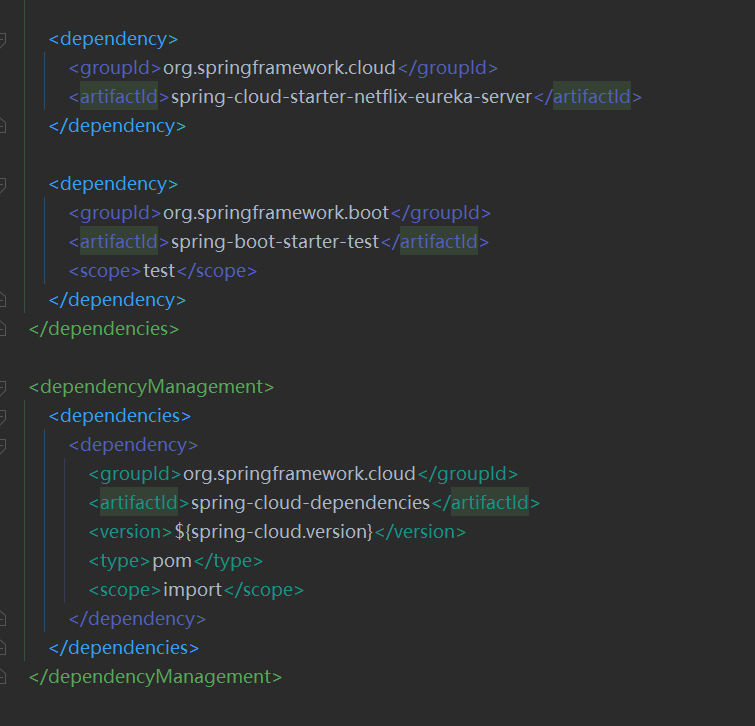 <dependency>
<groupId>org.springframework.cloud</groupId>
<artifactId>spring-cloud-starter-netflix-eureka-server</artifactId>
</dependency>
<dependency>
<groupId>org.springframework.boot</groupId>
<artifactId>spring-boot-starter-test</artifactId>
<scope>test</scope>
</dependency>
</dependencies>
<dependencyManagement>
<dependencies>
<dependency>
<groupId>org.springframework.cloud</groupId>
<artifactId>spring-cloud-dependencies</artifactId>
<version>${spring-cloud.version}</version>
<type>pom</type>
<scope>import</scope>
</dependency>
</dependencies>
</dependencyManagement>